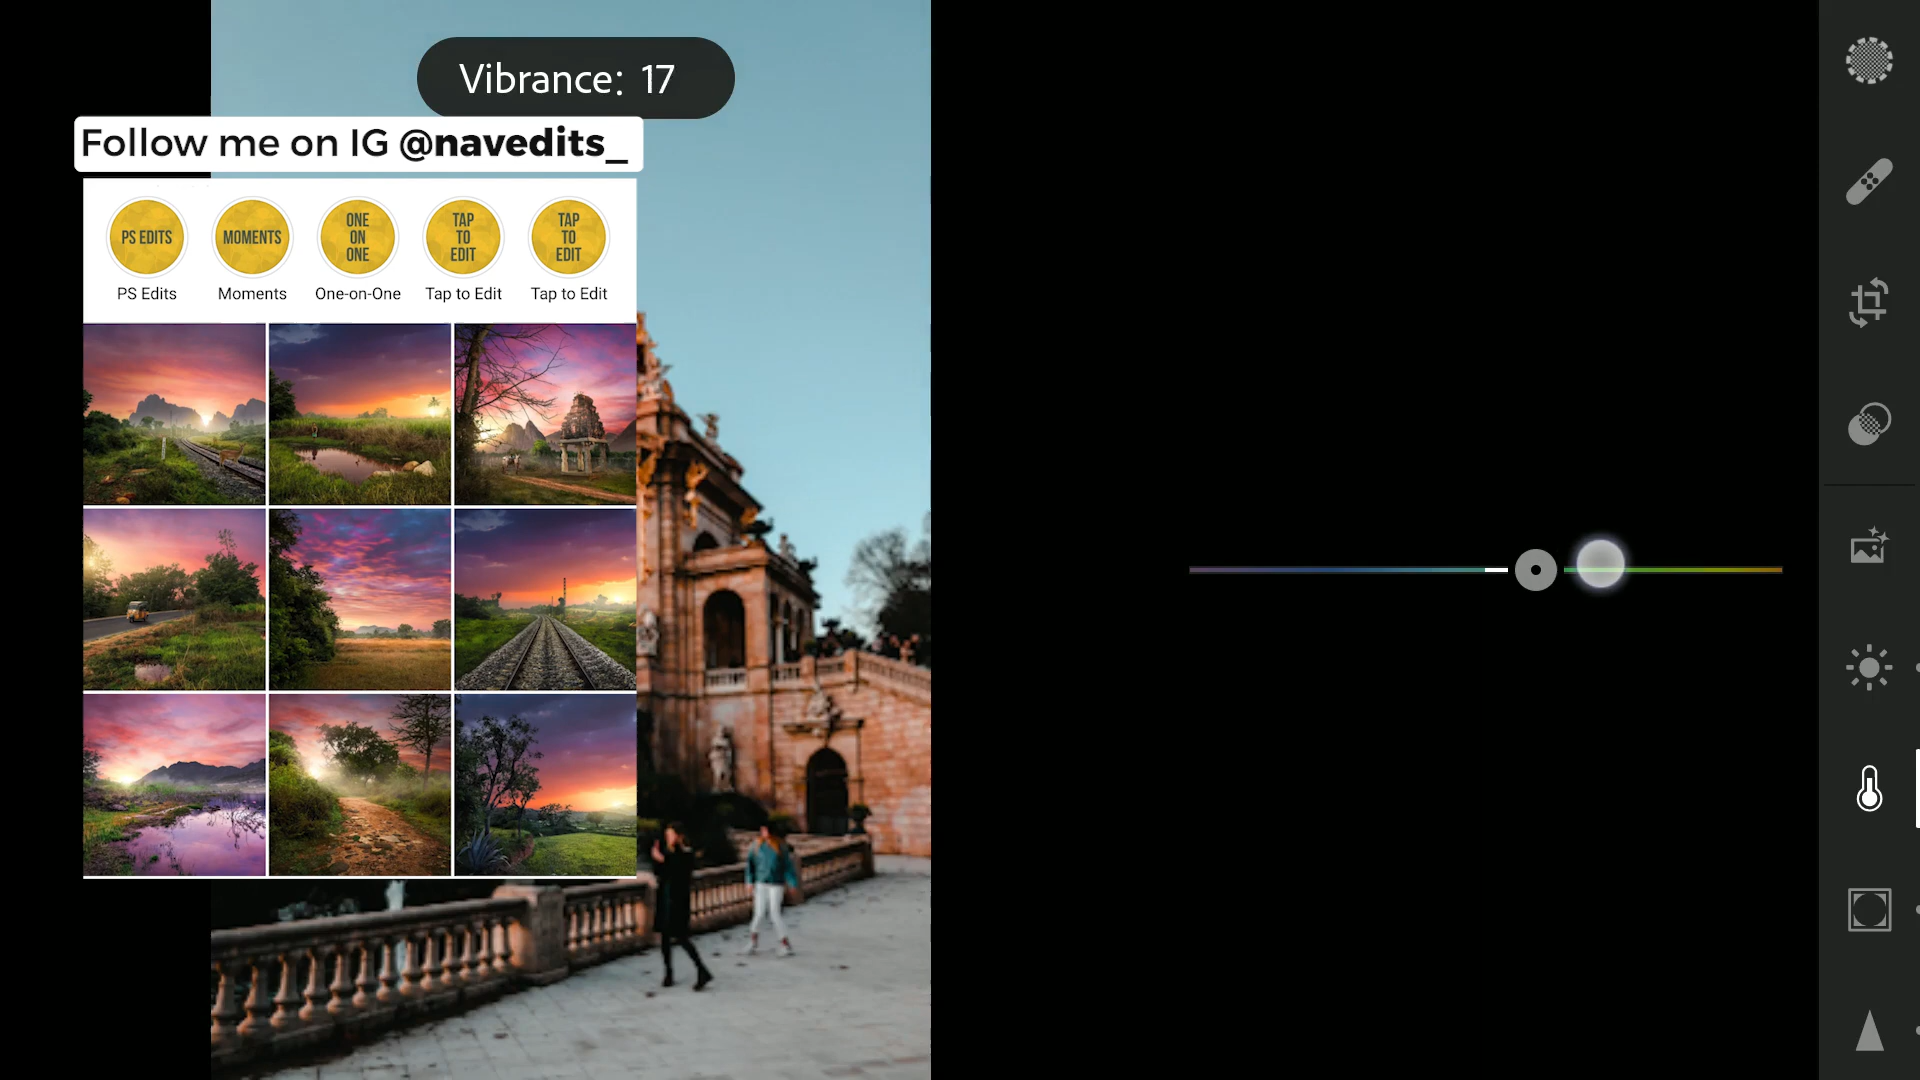 Vibrance: 17
Follow me on IG @navedits_
PS EDITS
MOMENTS
ONE
ON
ONE
TAP
TO
EDIT
TAP
TO
EDIT
PS Edits
Moments
One-on-One
Tap to Edit
Tap to Edit